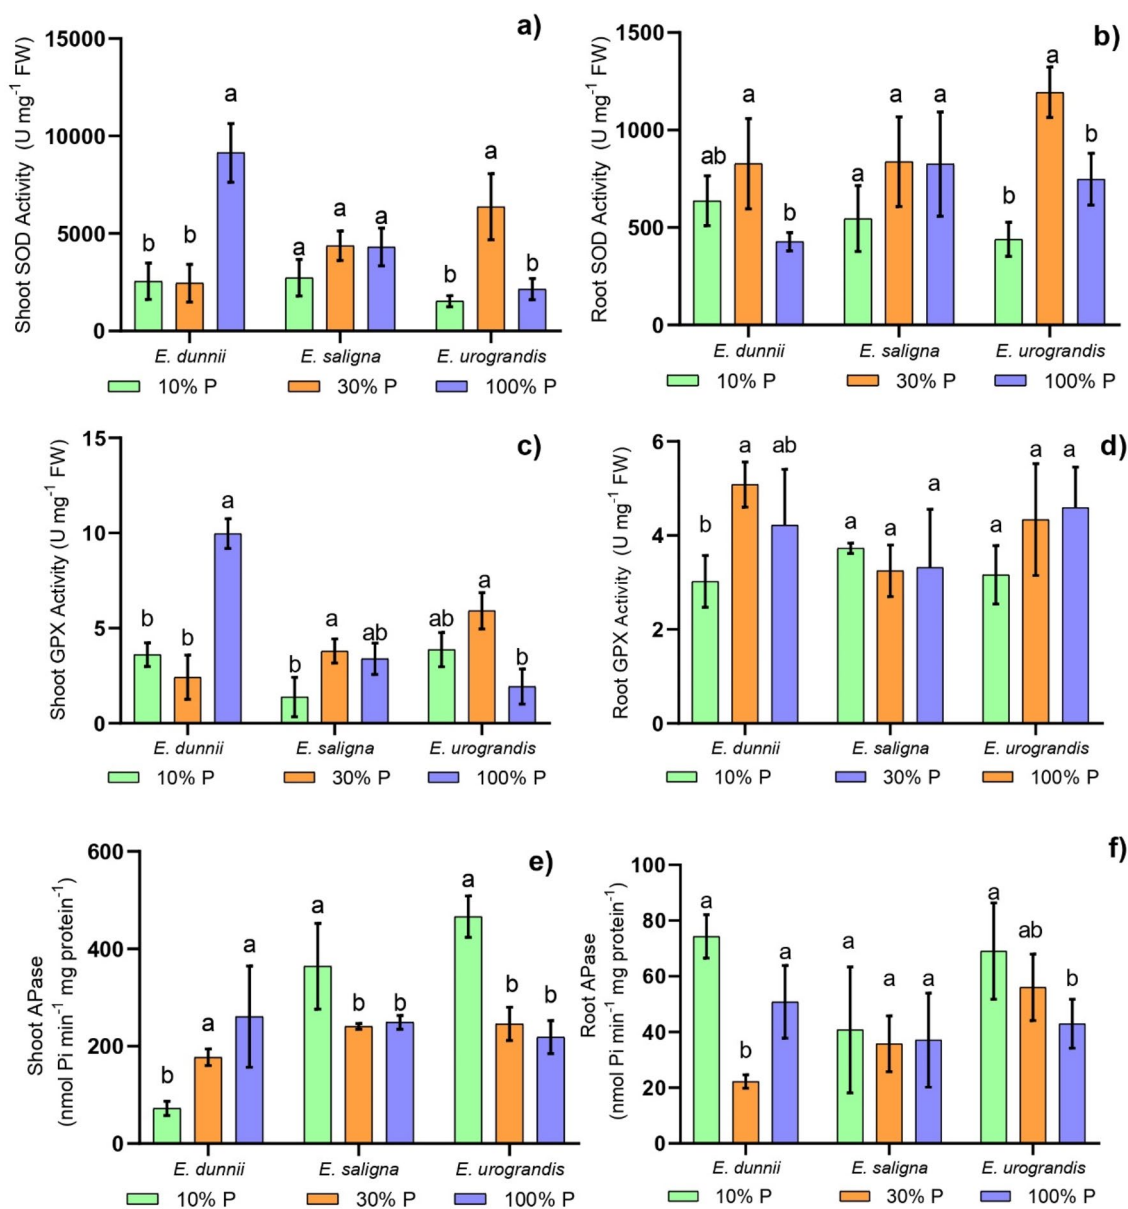 a)
Shoot SOD Activity (U mg⁻¹ FW)
15000
10000
5000
0
b b a
a a a
b a b
E. dunnii E. saligna E. urograndis
10% P 30% P 100% P
b)
Root SOD Activity (U mg⁻¹ FW)
1500
1000
500
0
ab a b
a a a
b a b
E. dunnii E. saligna E. urograndis
10% P 30% P 100% P
c)
Shoot GPX Activity (U mg⁻¹ FW)
15
10
5
0
b b a
b a ab
ab a b
E. dunnii E. saligna E. urograndis
10% P 30% P 100% P
d)
Root GPX Activity (U mg⁻¹ FW)
6
4
2
0
b a ab
a a a
a a a
E. dunnii E. saligna E. urograndis
10% P 30% P 100% P
e)
Shoot APase
(nmol Pi min⁻¹ mg protein⁻¹)
600
400
200
0
b a a
a b b
a b b
E. dunnii E. saligna E. urograndis
10% P 30% P 100% P
f)
Root APase
(nmol Pi min⁻¹ mg protein⁻¹)
100
80
60
40
20
0
a b a
a a a
a ab b
E. dunnii E. saligna E. urograndis
10% P 30% P 100% P